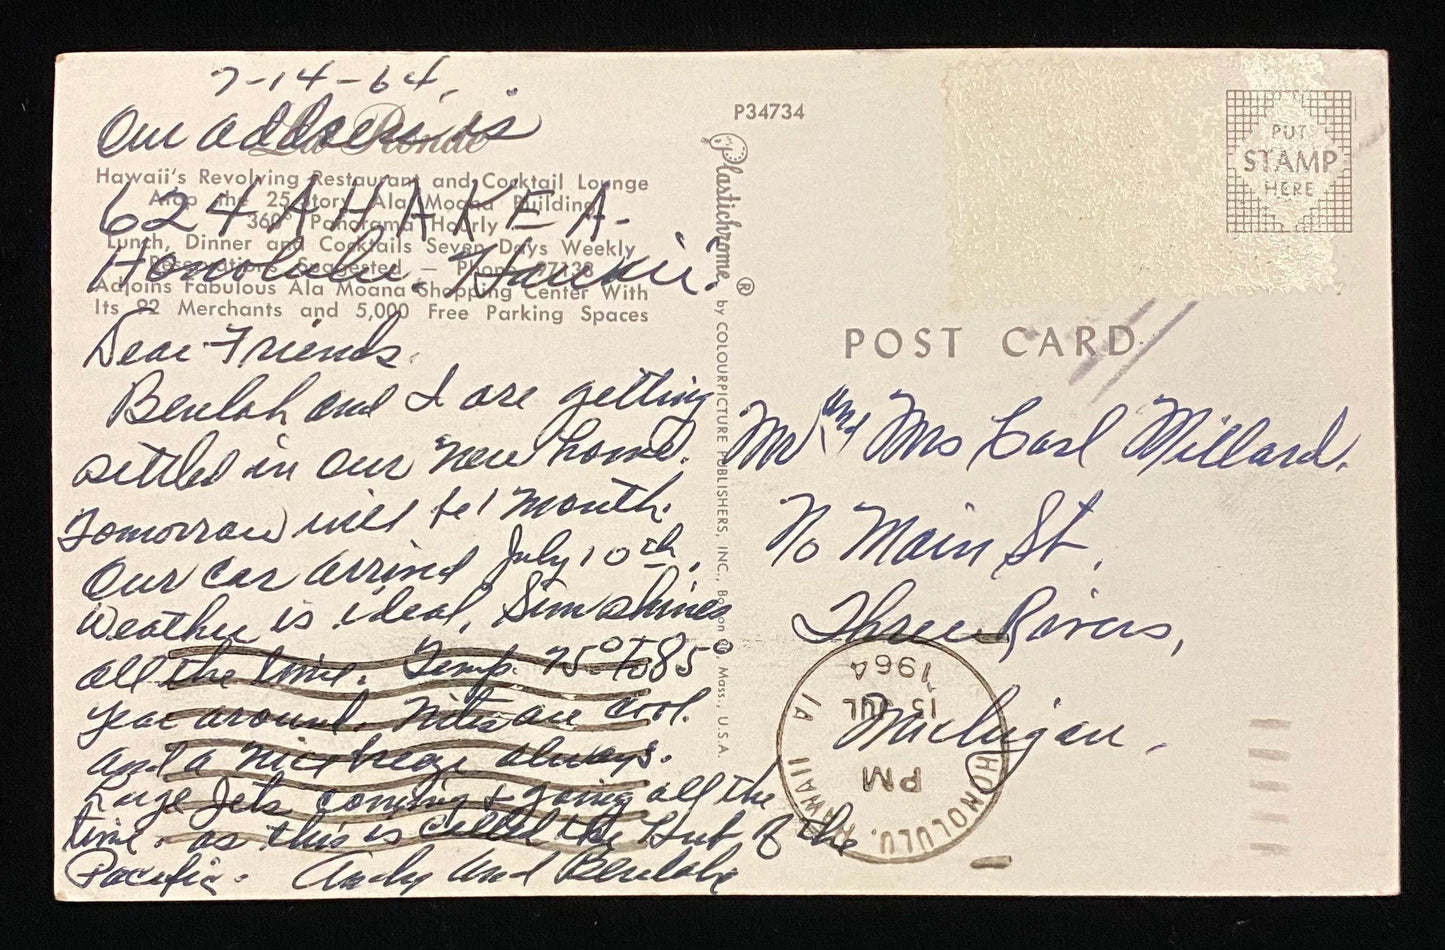 7-14-64.
Our address is
La Ronde
Hawaii's Revolving Restaurant and Cocktail Lounge
Atop the 25 Story Ala Moana Building
624 AHAKEA-
360° Panorama Hourly
Lunch, Dinner and Cocktails Seven Days Weekly
Honolulu. Hawaii.
Reservations Suggested — Phone 97138
Adjoins Fabulous Ala Moana Shopping Center With
Its 92 Merchants and 5,000 Free Parking Spaces
Dear Friends.
Beulah and I are getting
settled in our new home.
Tomorrow will be 1 month.
Our car arrived July 10th.
Weather is ideal, Sun shines
all the time. Temp. 75° To 85
year around. Nites are cool.
and a nice breeze always.
Large Jets coming & going all the
time. as this is called the Hub of the
Pacific. Andy and Beulah
P34734
Plastichrome ® by COLOURPICTURE PUBLISHERS, INC., Boston Mass., U.S.A.
PUT
STAMP
HERE
POST CARD
Mr and Mrs Carl Millard.
No Main St.
Three Rivers,
Michigan.
HONOLULU, HAWAII
PM
15 JUL
1964
1A